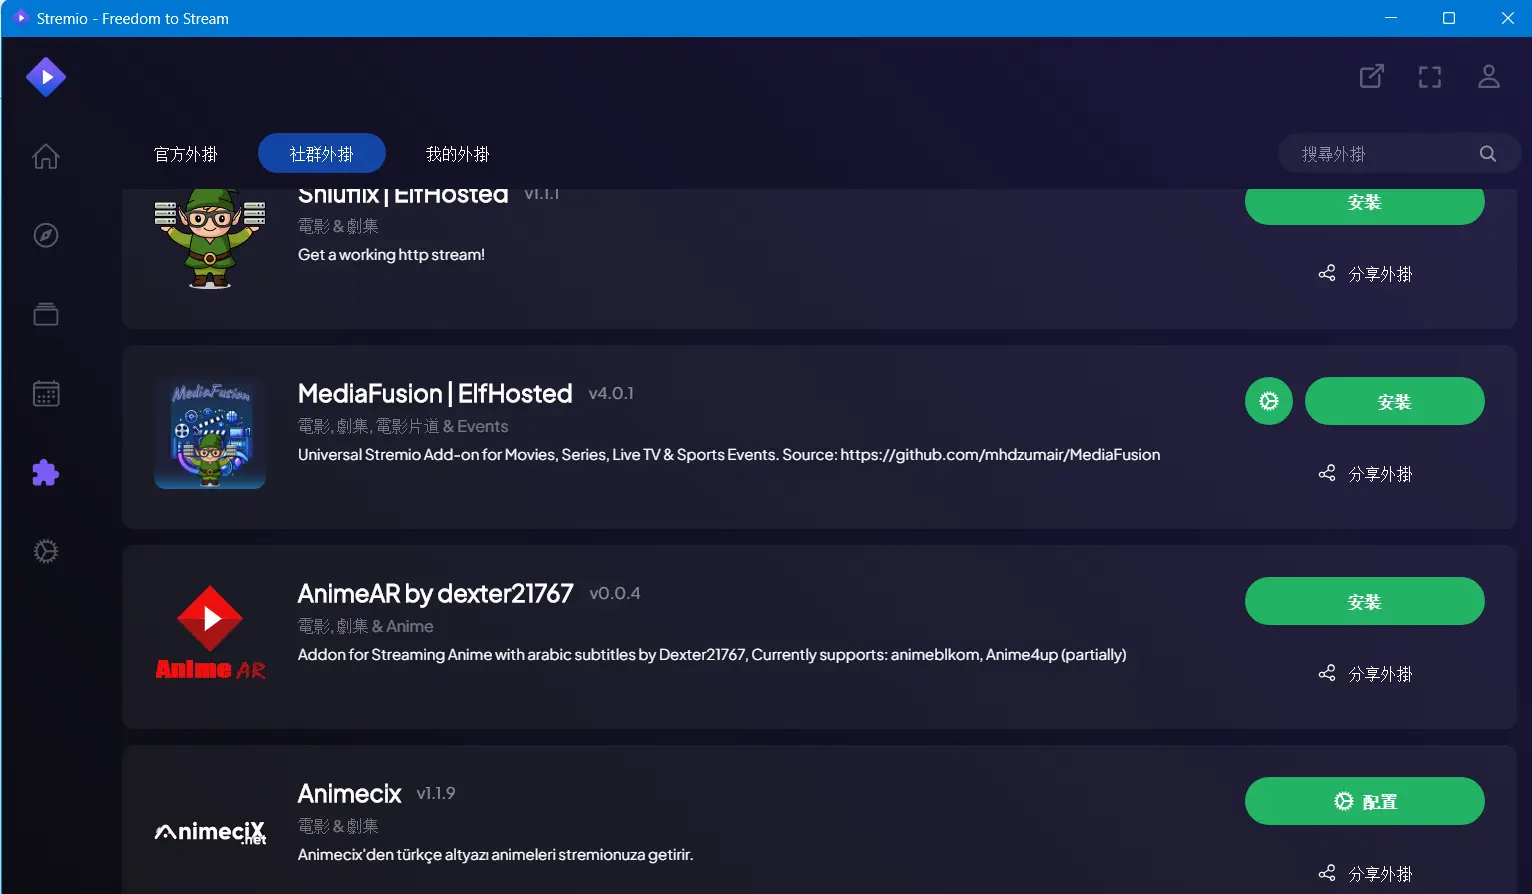 Stremio - Freedom to Stream
官方外掛
社群外掛
我的外掛
搜尋外掛
Shluflix | ElfHosted v1.1.1
安裝
電影 & 劇集
Get a working http stream!
分享外掛
MediaFusion
MediaFusion | ElfHosted v4.0.1
安裝
電影, 劇集, 電影片道 & Events
Universal Stremio Add-on for Movies, Series, Live TV & Sports Events. Source: https://github.com/mhdzumair/MediaFusion
分享外掛
Anime AR
AnimeAR by dexter21767 v0.0.4
安裝
電影, 劇集 & Anime
Addon for Streaming Anime with arabic subtitles by Dexter21767, Currently supports: animeblkom, Anime4up (partially)
分享外掛
AnimeciX
.net
Animecix v1.1.9
配置
電影 & 劇集
Animecix'den türkçe altyazı animeleri stremionuza getirir.
分享外掛